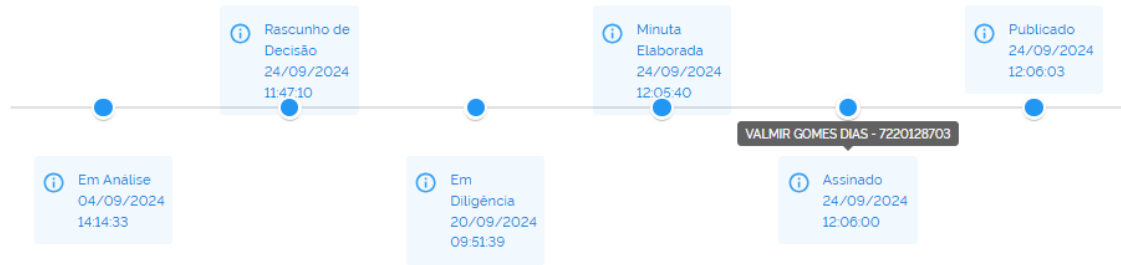 Rascunho de
Decisão
24/09/2024
11:47:10
Minuta
Elaborada
24/09/2024
12:05:40
Publicado
24/09/2024
12:06:03
VALMIR GOMES DIAS - 7220128703
Em Análise
04/09/2024
14:14:33
Em
Diligência
20/09/2024
09:51:39
Assinado
24/09/2024
12:06:00